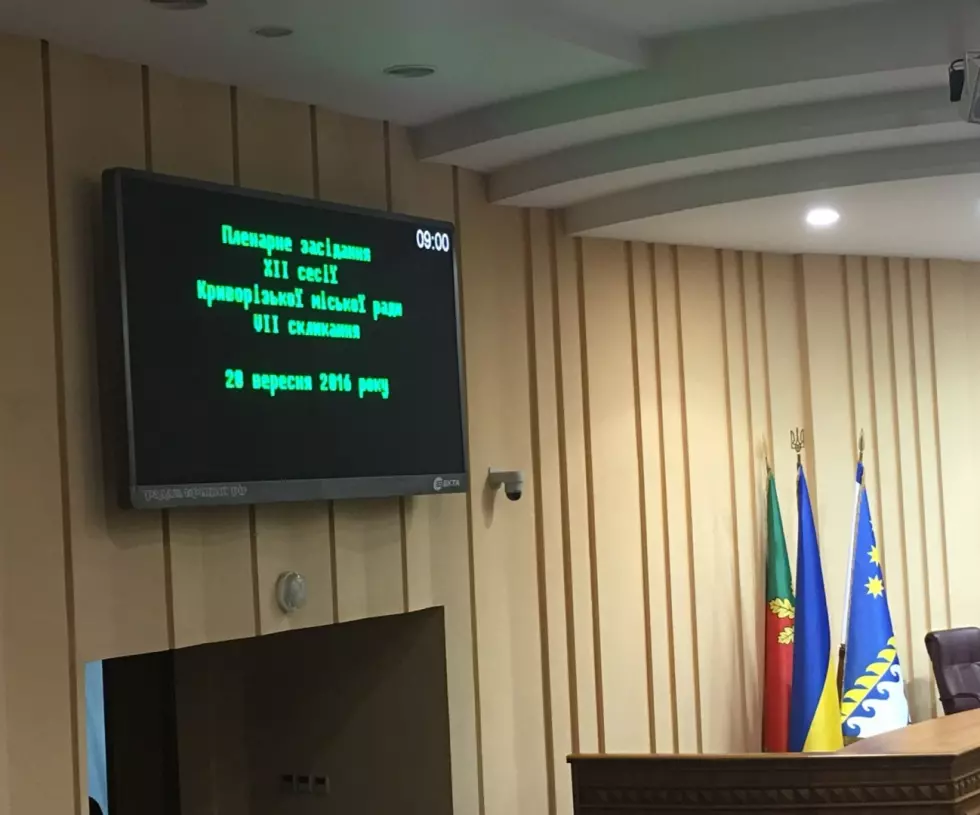 09:00
Пленарне засідання
XII сесії
Криворізької міської ради
VII скликання
28 вересня 2016 року